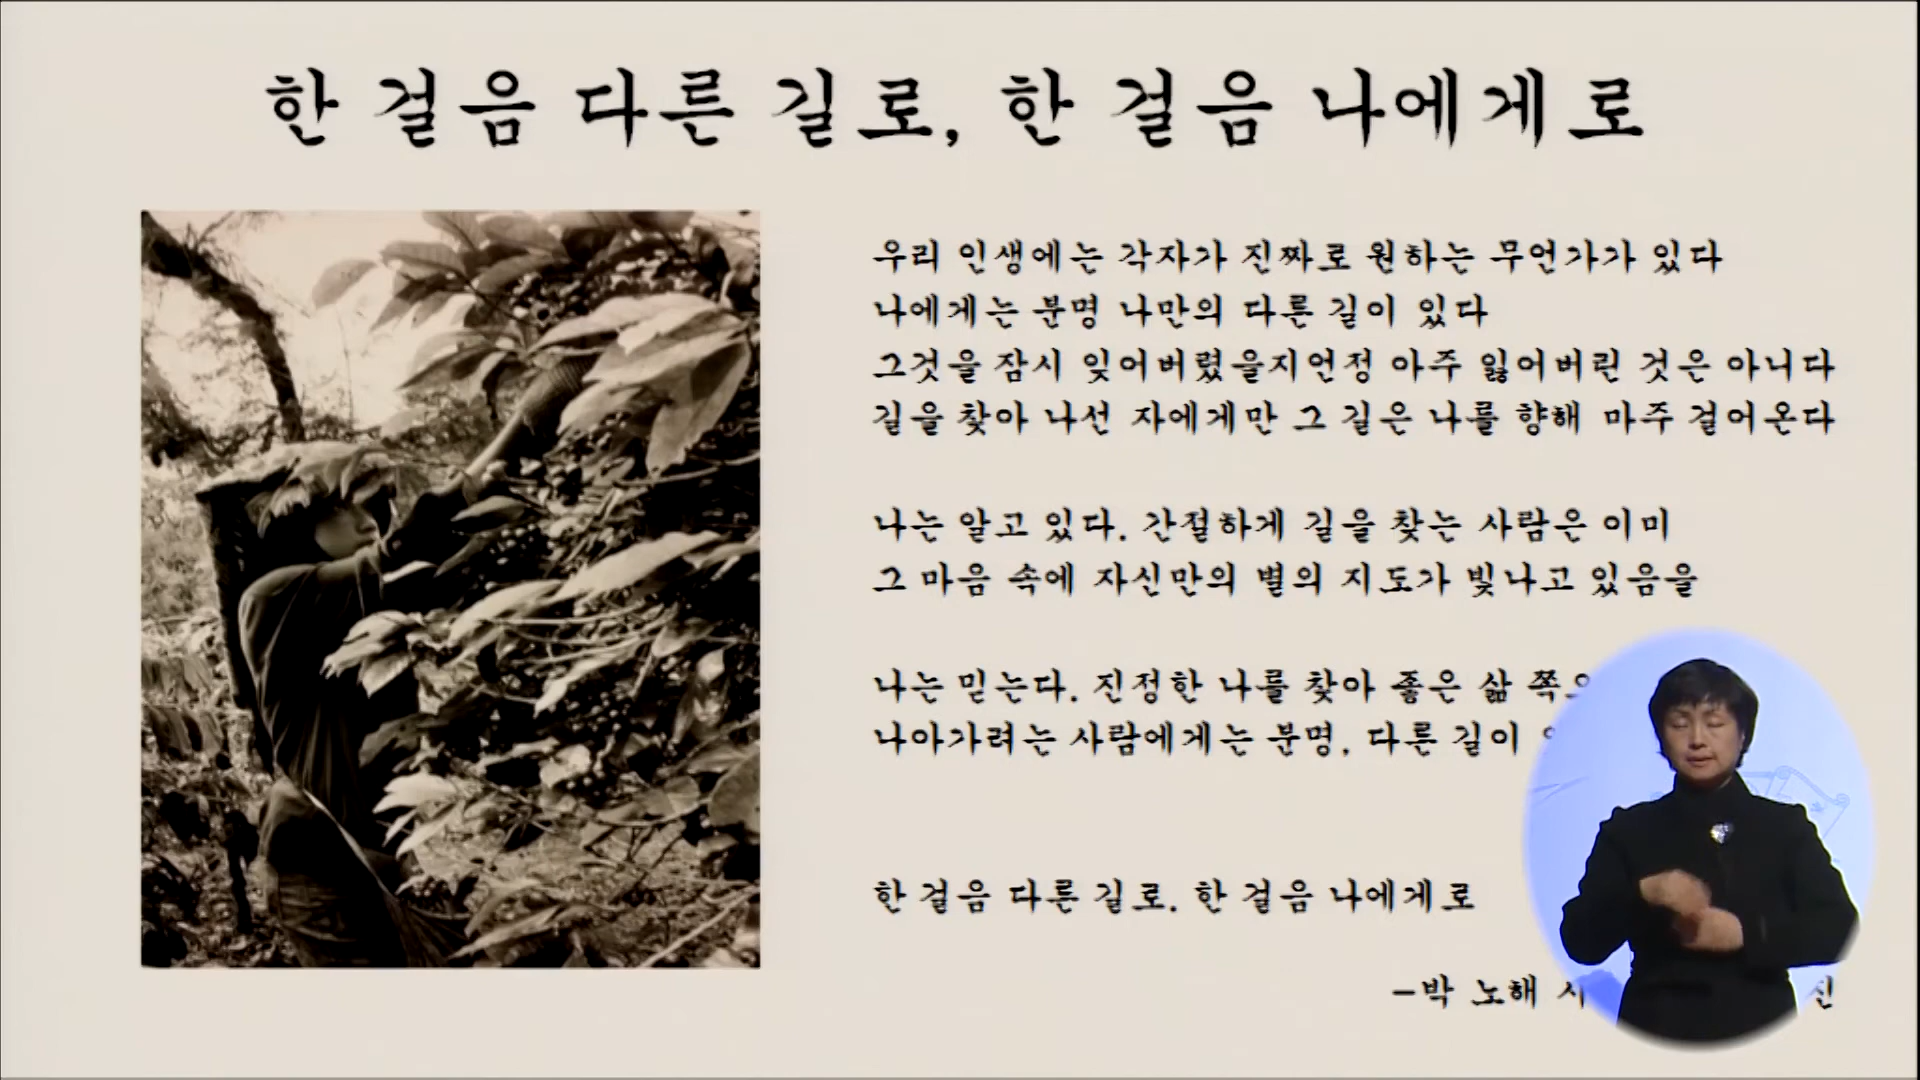 한 걸음 다른 길로, 한 걸음 나에게로
우리 인생에는 각자가 진짜로 원하는 무언가가 있다
나에게는 분명 나만의 다른 길이 있다
그것을 잠시 잊어버렸을지언정 아주 잃어버린 것은 아니다
길을 찾아 나선 자에게만 그 길은 나를 향해 마주 걸어온다
나는 알고 있다. 간절하게 길을 찾는 사람은 이미
그 마음 속에 자신만의 별의 지도가 빛나고 있음을
나는 믿는다. 진정한 나를 찾아 좋은 삶
나아가려는 사람에게는 분명, 다른 길이
한 걸음 다른 길로. 한 걸음 나에게로
-박 노해